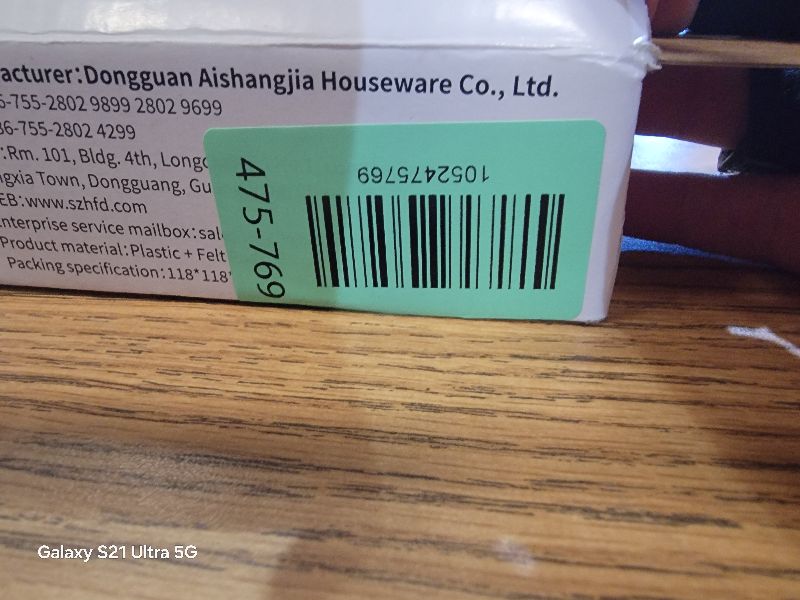 acturer:Dongguan Aishangjia Houseware Co., Ltd.
6-755-2802 9899 2802 9699
86-755-2802 4299
:Rm. 101, Bldg. 4th, Longc
ngxia Town, Dongguang, Gu
EB:www.szhfd.com
nterprise service mailbox:sal
Product material:Plastic + Felt
Packing specification:118*118*
475-769
1052475769
Galaxy S21 Ultra 5G